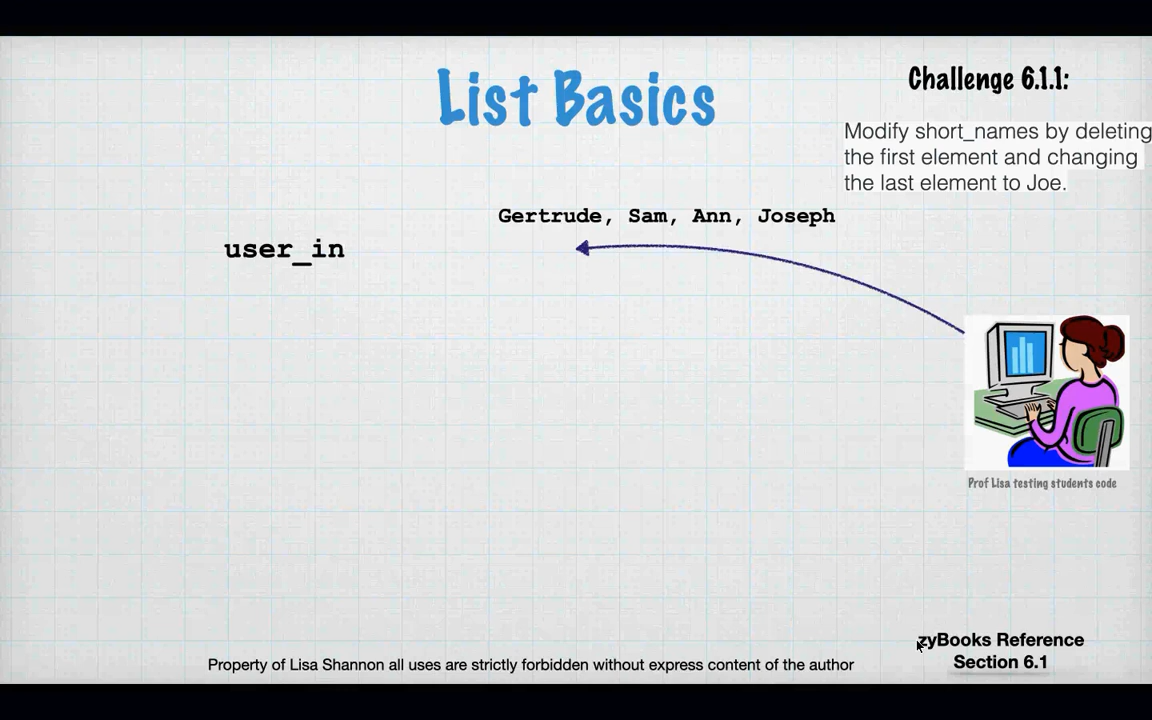 List Basics
Challenge 6.1.1:
Modify short_names by deleting
the first element and changing
the last element to Joe.
Gertrude, Sam, Ann, Joseph
user_in
Prof Lisa testing students code
zyBooks Reference
Section 6.1
Property of Lisa Shannon all uses are strictly forbidden without express content of the author